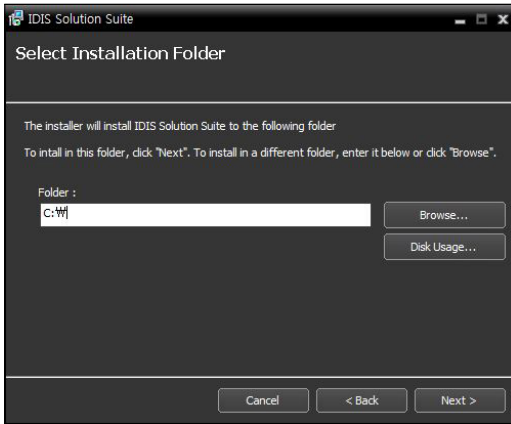 IDIS Solution Suite
Select Installation Folder
The installer will install IDIS Solution Suite to the following folder
To intall in this folder, click "Next". To install in a different folder, enter it below or click "Browse".
Folder :
C:₩
Browse...
Disk Usage...
Cancel
< Back
Next >